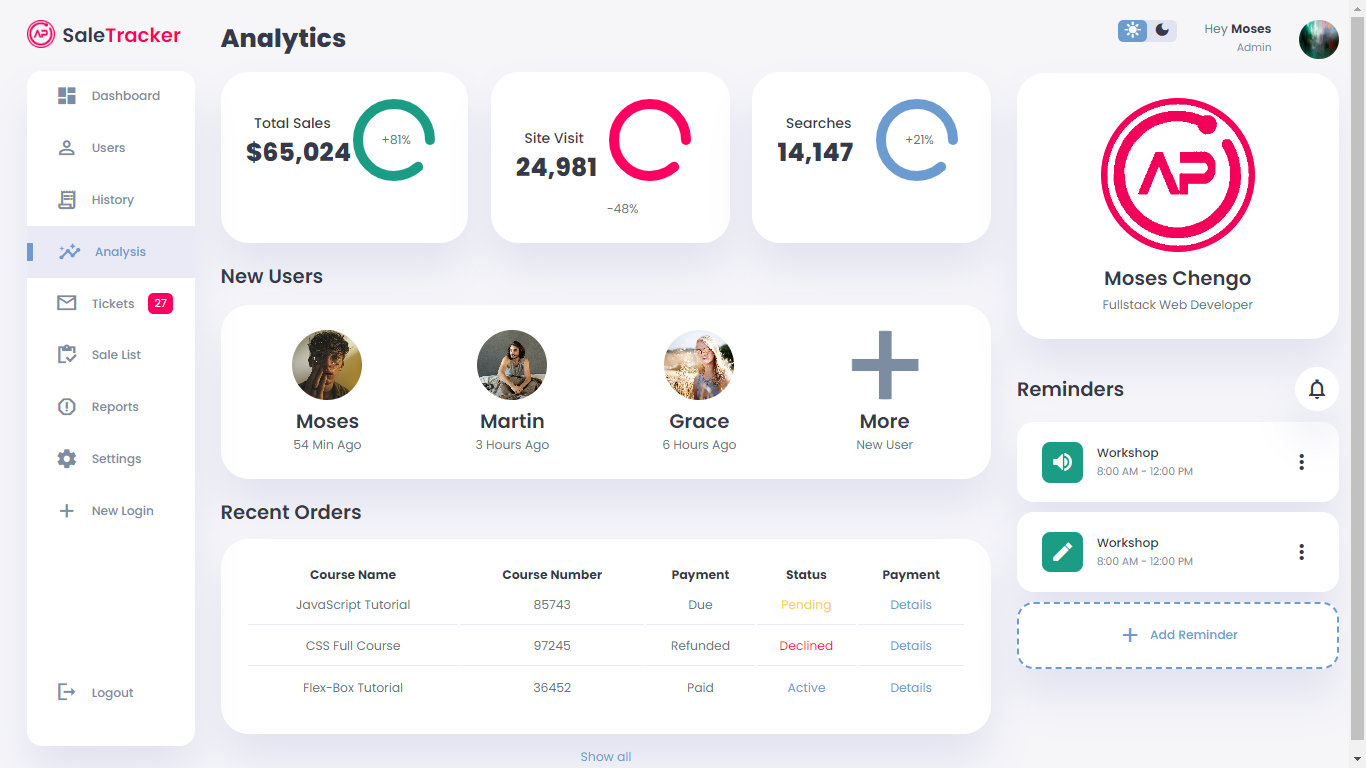 AP SaleTracker
Dashboard
Users
History
Analysis
Tickets 27
Sale List
Reports
Settings
New Login
Logout
Analytics
Total Sales
$65,024
+81%
Site Visit
24,981
-48%
Searches
14,147
+21%
New Users
Moses
54 Min Ago
Martin
3 Hours Ago
Grace
6 Hours Ago
More
New User
Recent Orders
Course Name Course Number Payment Status Payment
JavaScript Tutorial 85743 Due Pending Details
CSS Full Course 97245 Refunded Declined Details
Flex-Box Tutorial 36452 Paid Active Details
Show all
Hey Moses
Admin
AP
Moses Chengo
Fullstack Web Developer
Reminders
Workshop
8:00 AM - 12:00 PM
Workshop
8:00 AM - 12:00 PM
Add Reminder